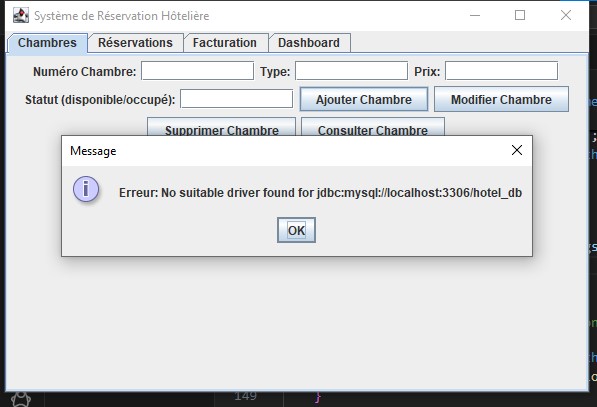 Système de Réservation Hôtelière
Chambres Réservations Facturation Dashboard
Numéro Chambre: Type: Prix:
Statut (disponible/occupé): Ajouter Chambre Modifier Chambre
Supprimer Chambre Consulter Chambre
Message
Erreur: No suitable driver found for jdbc:mysql://localhost:3306/hotel_db
OK
149 }